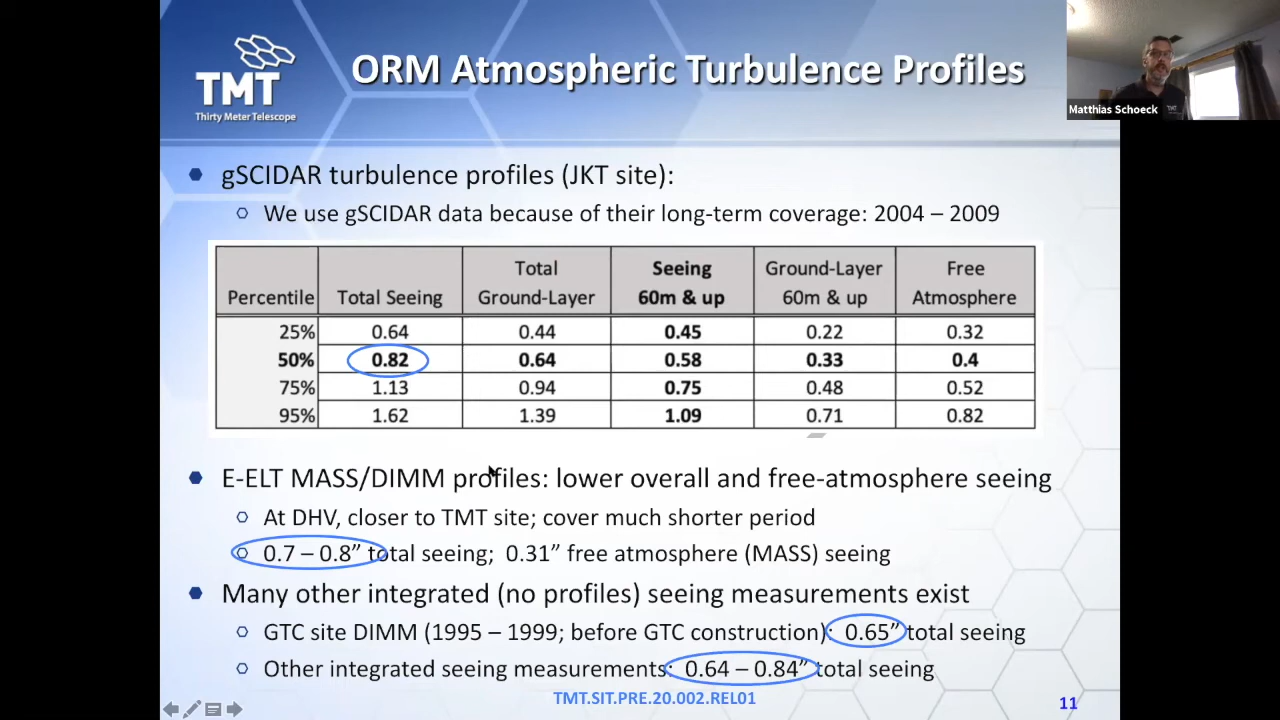 ORM Atmospheric Turbulence Profiles
TMT
Thirty Meter Telescope
Matthias Schoeck
TMT
gSCIDAR turbulence profiles (JKT site):
We use gSCIDAR data because of their long-term coverage: 2004 – 2009
Percentile Total Seeing Total Ground-Layer Seeing 60m & up Ground-Layer 60m & up Free Atmosphere
25% 0.64 0.44 0.45 0.22 0.32
50% 0.82 0.64 0.58 0.33 0.4
75% 1.13 0.94 0.75 0.48 0.52
95% 1.62 1.39 1.09 0.71 0.82
E-ELT MASS/DIMM profiles: lower overall and free-atmosphere seeing
At DHV, closer to TMT site; cover much shorter period
0.7 – 0.8” total seeing; 0.31” free atmosphere (MASS) seeing
Many other integrated (no profiles) seeing measurements exist
GTC site DIMM (1995 – 1999; before GTC construction): 0.65” total seeing
Other integrated seeing measurements: 0.64 – 0.84” total seeing
TMT.SIT.PRE.20.002.REL01
11